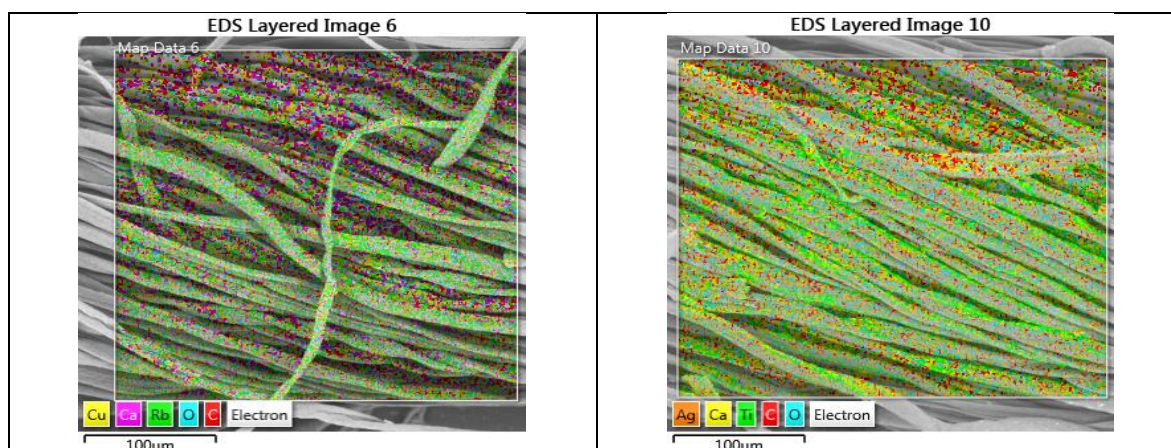 EDS Layered Image 6
Map Data 6
Cu Ca Rb O C Electron
100µm
EDS Layered Image 10
Map Data 10
Ag Ca Ti C O Electron
100µm